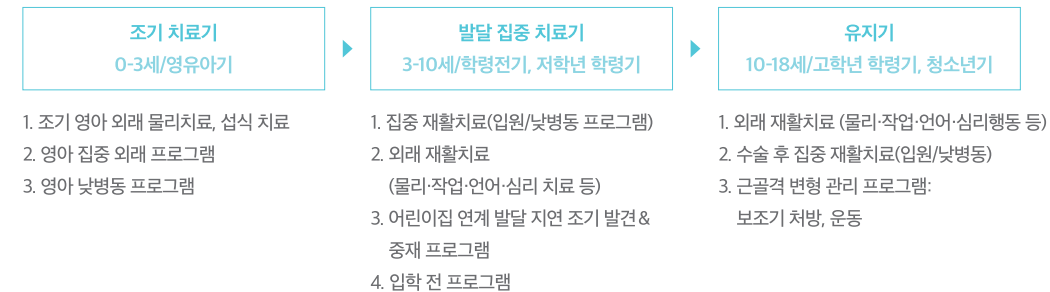 조기 치료기
0-3세/영유아기
1. 조기 영아 외래 물리치료, 섭식 치료
2. 영아 집중 외래 프로그램
3. 영아 낮병동 프로그램
발달 집중 치료기
3-10세/학령전기, 저학년 학령기
1. 집중 재활치료(입원/낮병동 프로그램)
2. 외래 재활치료
(물리·작업·언어·심리 치료 등)
3. 어린이집 연계 발달 지연 조기 발견&
중재 프로그램
4. 입학 전 프로그램
유지기
10-18세/고학년 학령기, 청소년기
1. 외래 재활치료 (물리·작업·언어·심리행동 등)
2. 수술 후 집중 재활치료(입원/낮병동)
3. 근골격 변형 관리 프로그램:
보조기 처방, 운동